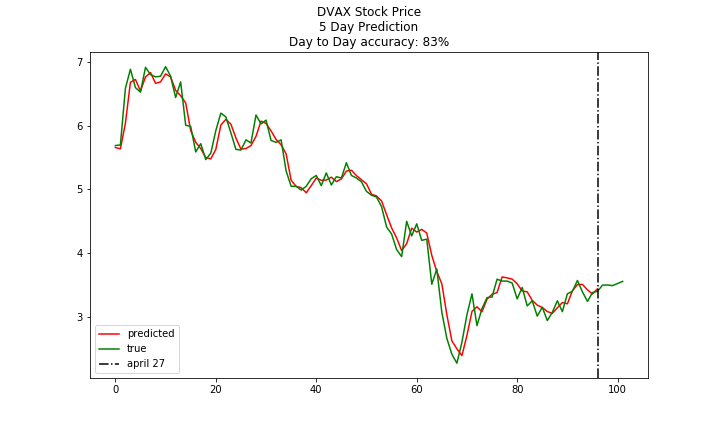 DVAX Stock Price
5 Day Prediction
Day to Day accuracy: 83%
7
6
5
4
3
predicted
true
april 27
0
20
40
60
80
100